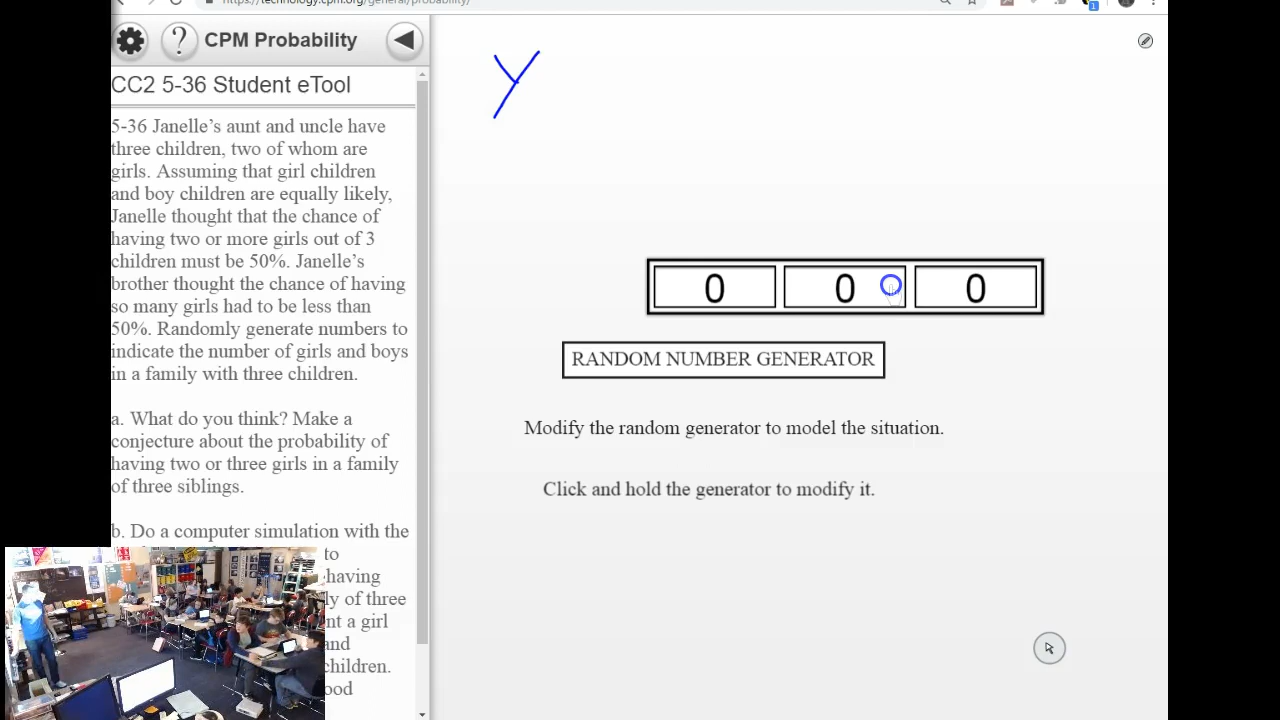 https://technology.cpm.org/general/probability/
1
? CPM Probability
CC2 5-36 Student eTool
5-36 Janelle's aunt and uncle have
three children, two of whom are
girls. Assuming that girl children
and boy children are equally likely,
Janelle thought that the chance of
having two or more girls out of 3
children must be 50%. Janelle's
brother thought the chance of having
so many girls had to be less than
50%. Randomly generate numbers to
indicate the number of girls and boys
in a family with three children.
a. What do you think? Make a
conjecture about the probability of
having two or three girls in a family
of three siblings.
b. Do a computer simulation with the
to
having
ly of three
nt a girl
and
children.
ood
y
0 0 0
RANDOM NUMBER GENERATOR
Modify the random generator to model the situation.
Click and hold the generator to modify it.